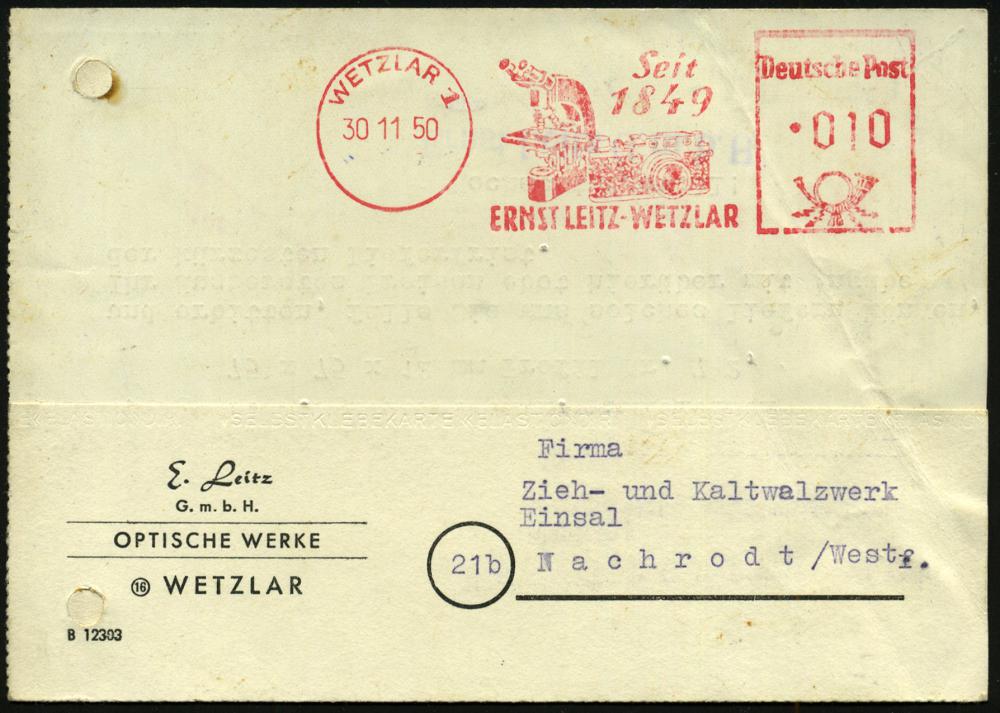 WETZLAR 1
30 11 50
Seit
1849
ERNST LEITZ-WETZLAR
Deutsche Post
010
SELBSTKLEBEKARTE
E. Leitz
G. m. b. H.
OPTISCHE WERKE
16 WETZLAR
B 12303
Firma
Zieh- und Kaltwalzwerk
Einsal
21b Nachrodt/Westf.